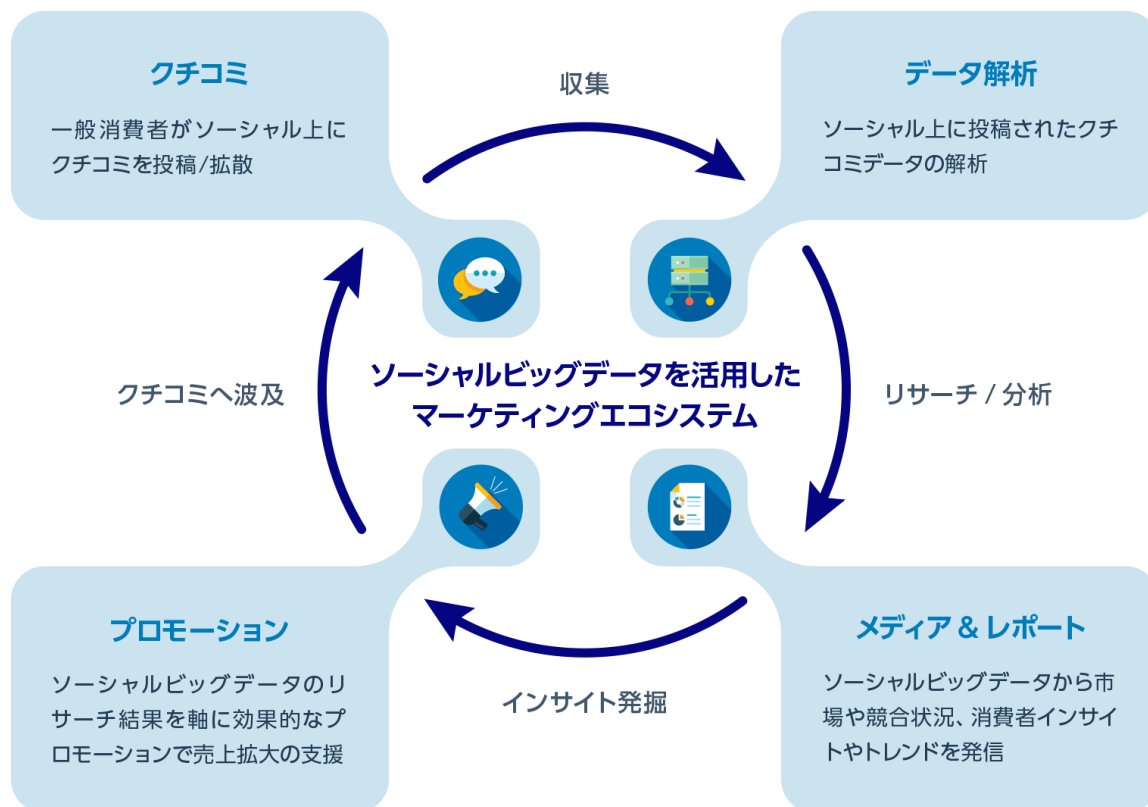 クチコミ
一般消費者がソーシャル上に
クチコミを投稿/拡散
収集
データ解析
ソーシャル上に投稿されたクチ
コミデータの解析
クチコミへ波及
ソーシャルビッグデータを活用した
マーケティングエコシステム
リサーチ / 分析
プロモーション
ソーシャルビッグデータのリ
サーチ結果を軸に効果的なプ
ロモーションで売上拡大の支援
インサイト発掘
メディア & レポート
ソーシャルビッグデータから市
場や競合状況、消費者インサイ
トやトレンドを発信